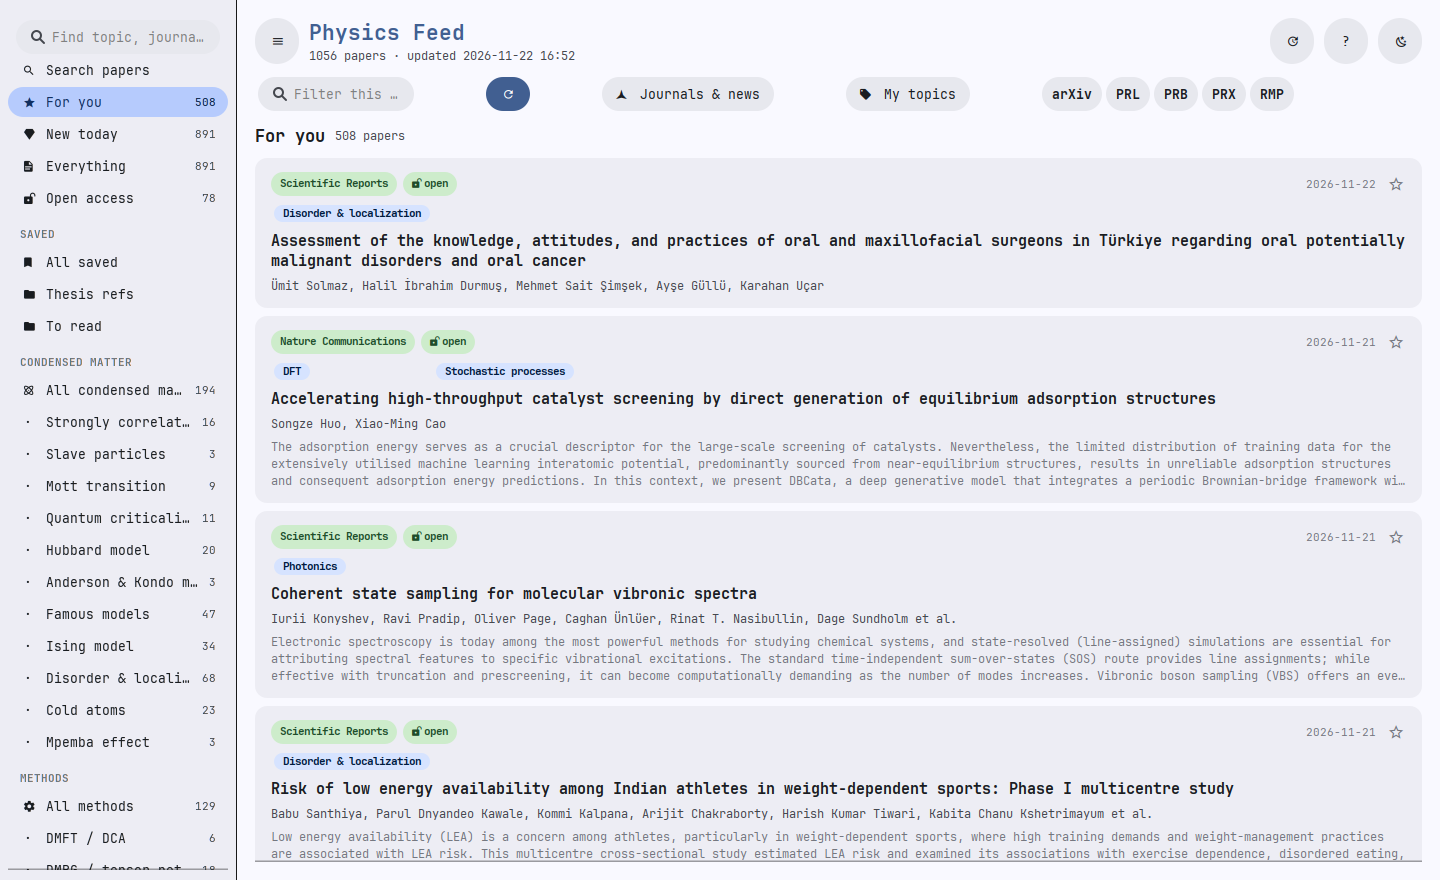 Find topic, journa…
Search papers
For you 508
New today 891
Everything 891
Open access 78
SAVED
All saved
Thesis refs
To read
CONDENSED MATTER
All condensed ma… 194
· Strongly correlat… 16
· Slave particles 3
· Mott transition 9
· Quantum criticali… 11
· Hubbard model 20
· Anderson & Kondo m… 3
· Famous models 47
· Ising model 34
· Disorder & locali… 68
· Cold atoms 23
· Mpemba effect 3
METHODS
All methods 129
· DMFT / DCA 6
Physics Feed
1056 papers · updated 2026-11-22 16:52
?
Filter this …
Journals & news
My topics
arXiv PRL PRB PRX RMP
For you 508 papers
Scientific Reports open 2026-11-22
Disorder & localization
Assessment of the knowledge, attitudes, and practices of oral and maxillofacial surgeons in Türkiye regarding oral potentially
malignant disorders and oral cancer
Ümit Solmaz, Halil İbrahim Durmuş, Mehmet Sait Şimşek, Ayşe Güllü, Karahan Uçar
Nature Communications open 2026-11-21
DFT Stochastic processes
Accelerating high-throughput catalyst screening by direct generation of equilibrium adsorption structures
Songze Huo, Xiao-Ming Cao
The adsorption energy serves as a crucial descriptor for the large-scale screening of catalysts. Nevertheless, the limited distribution of training data for the
extensively utilised machine learning interatomic potential, predominantly sourced from near-equilibrium structures, results in unreliable adsorption structures
and consequent adsorption energy predictions. In this context, we present DBCata, a deep generative model that integrates a periodic Brownian-bridge framework wi…
Scientific Reports open 2026-11-21
Photonics
Coherent state sampling for molecular vibronic spectra
Iurii Konyshev, Ravi Pradip, Oliver Page, Caghan Ünlüer, Rinat T. Nasibullin, Dage Sundholm et al.
Electronic spectroscopy is today among the most powerful methods for studying chemical systems, and state-resolved (line-assigned) simulations are essential for
attributing spectral features to specific vibrational excitations. The standard time-independent sum-over-states (SOS) route provides line assignments; while
effective with truncation and prescreening, it can become computationally demanding as the number of modes increases. Vibronic boson sampling (VBS) offers an eve…
Scientific Reports open 2026-11-21
Disorder & localization
Risk of low energy availability among Indian athletes in weight-dependent sports: Phase I multicentre study
Babu Santhiya, Parul Dnyandeo Kawale, Kommi Kalpana, Arijit Chakraborty, Harish Kumar Tiwari, Kabita Chanu Kshetrimayum et al.
Low energy availability (LEA) is a concern among athletes, particularly in weight-dependent sports, where high training demands and weight-management practices
are associated with LEA risk. This multicentre cross-sectional study estimated LEA risk and examined its associations with exercise dependence, disordered eating,